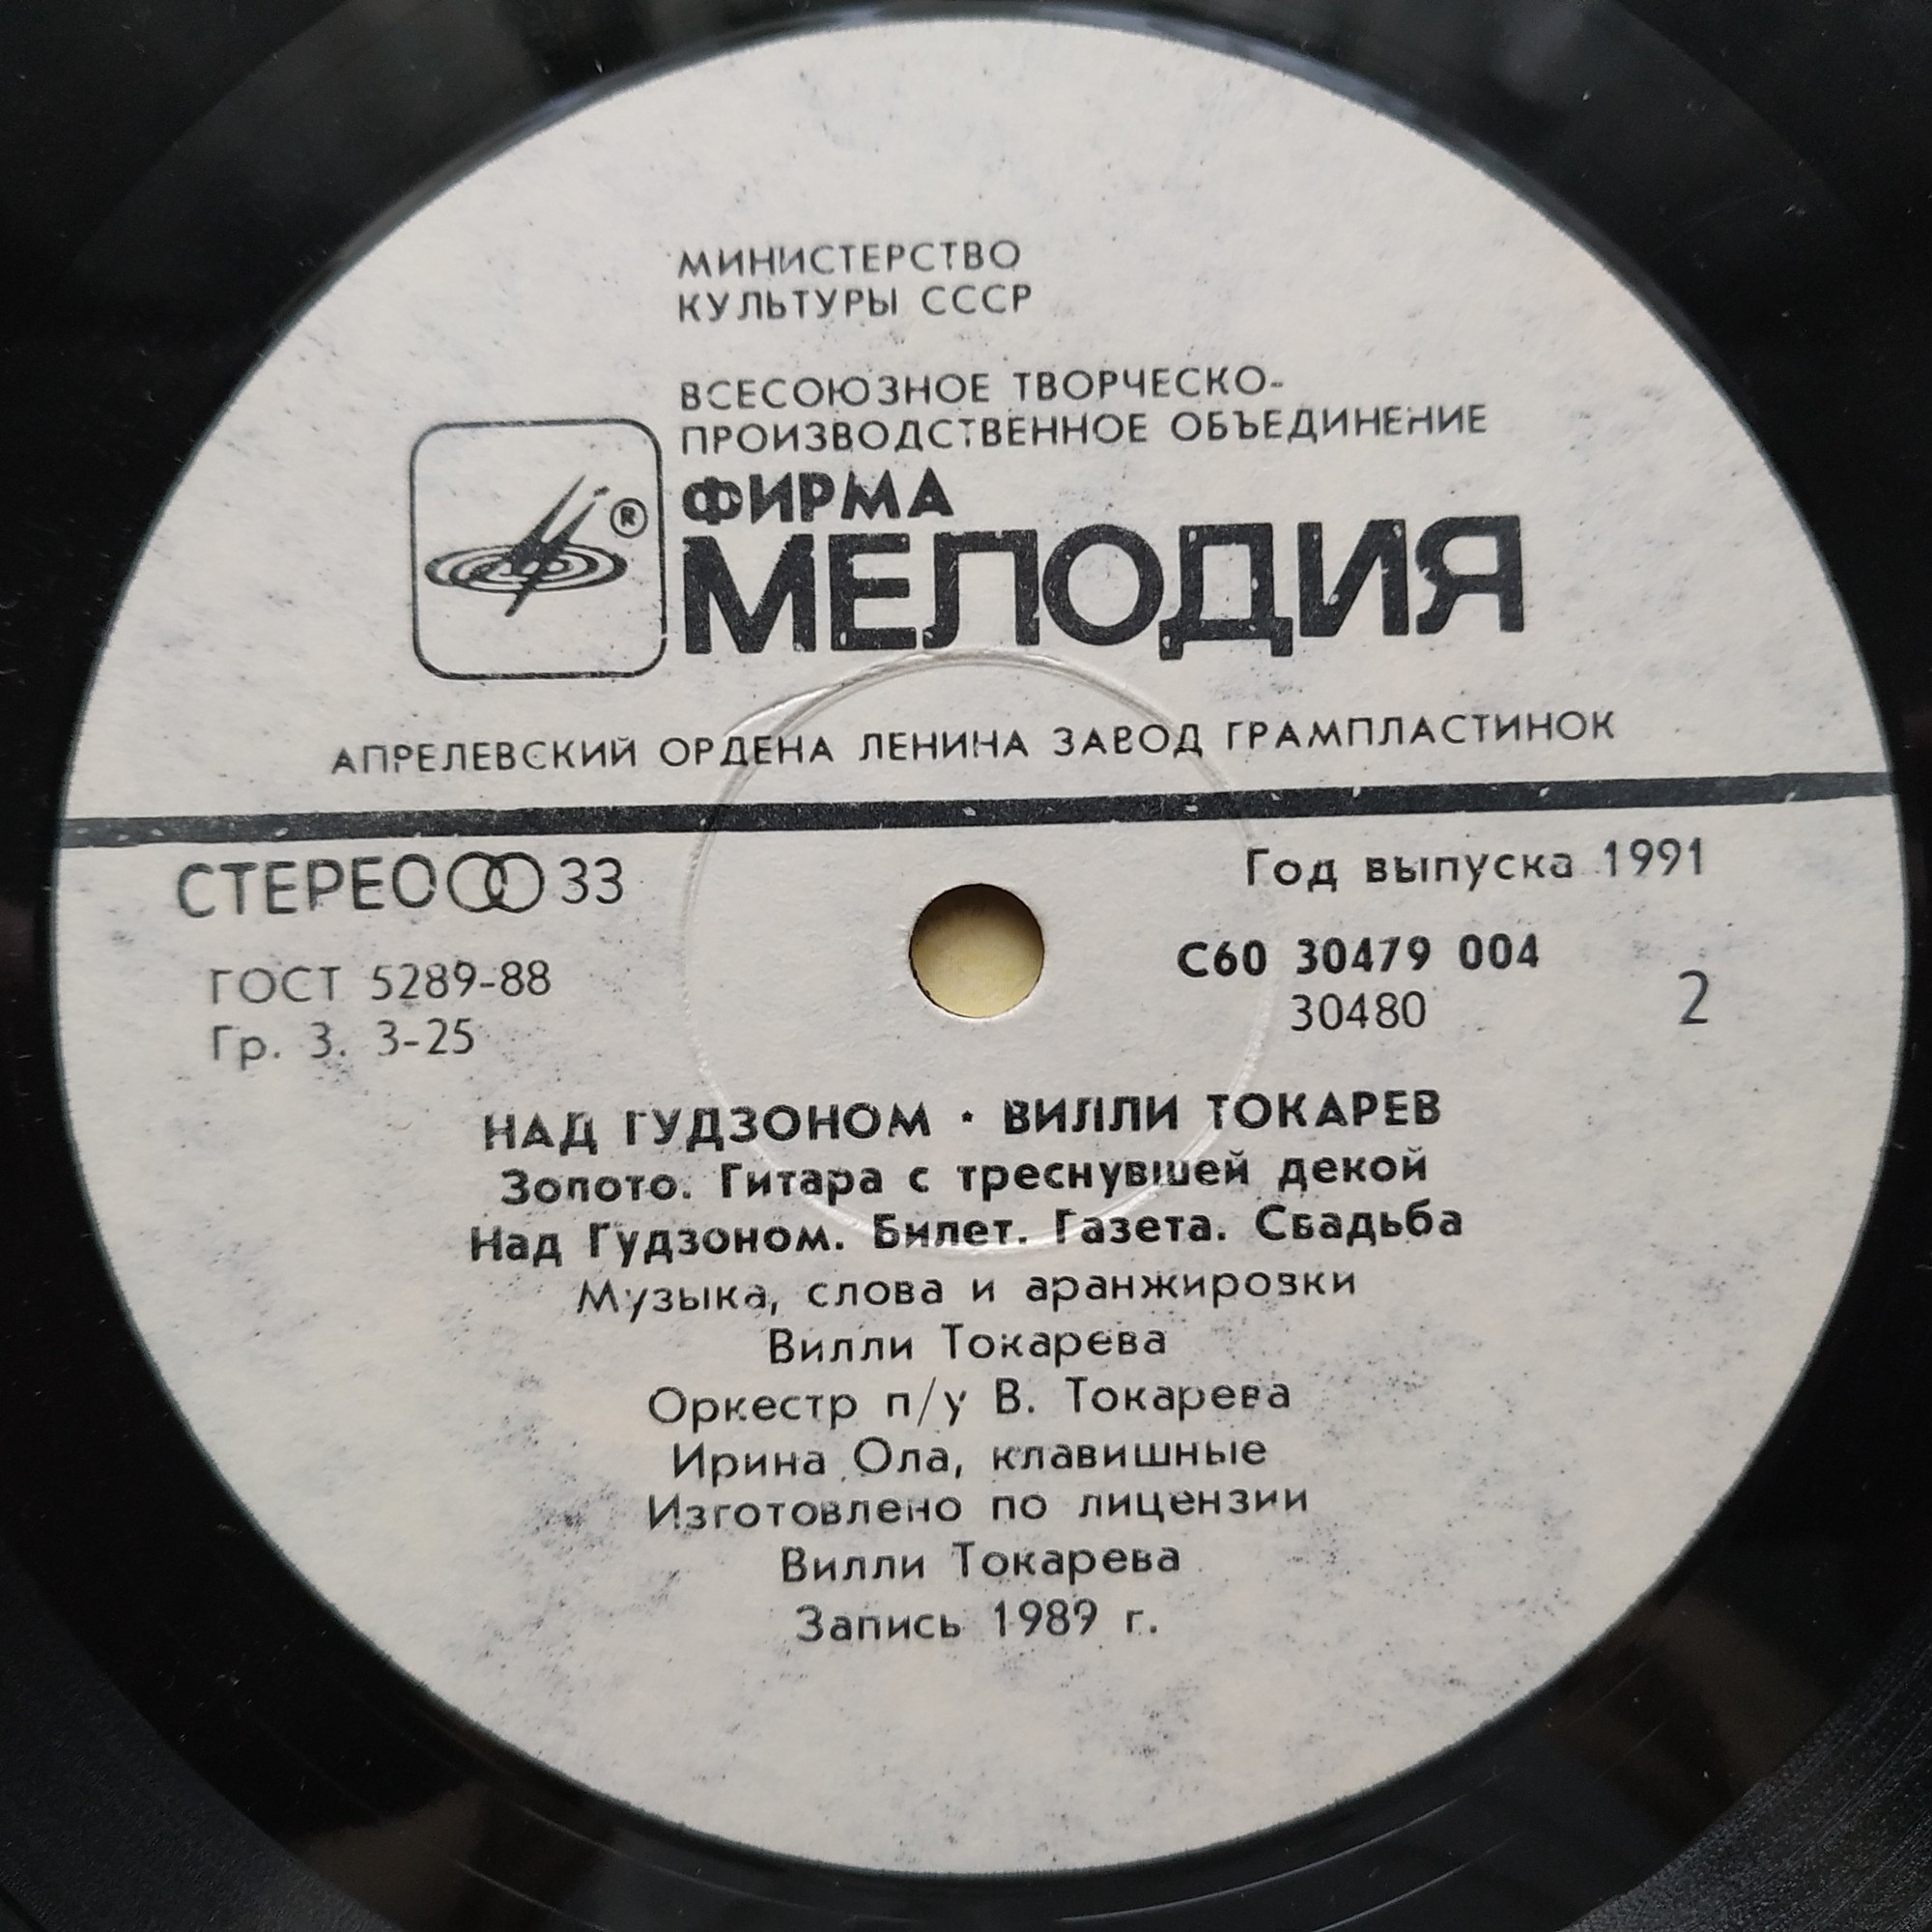 МИНИСТЕРСТВО
КУЛЬТУРЫ СССР
ВСЕСОЮЗНОЕ ТВОРЧЕСКО-
ПРОИЗВОДСТВЕННОЕ ОБЪЕДИНЕНИЕ
®
ФИРМА
МЕЛОДИЯ
АПРЕЛЕВСКИЙ ОРДЕНА ЛЕНИНА ЗАВОД ГРАМПЛАСТИНОК
СТЕРЕО 33
Год выпуска 1991
ГОСТ 5289-88
С60 30479 004
Гр. 3. 3-25
30480
2
НАД ГУДЗОНОМ · ВИЛЛИ ТОКАРЕВ
Золото. Гитара с треснувшей декой
Над Гудзоном. Билет. Газета. Свадьба
Музыка, слова и аранжировки
Вилли Токарева
Оркестр п/у В. Токарева
Ирина Ола, клавишные
Изготовлено по лицензии
Вилли Токарева
Запись 1989 г.